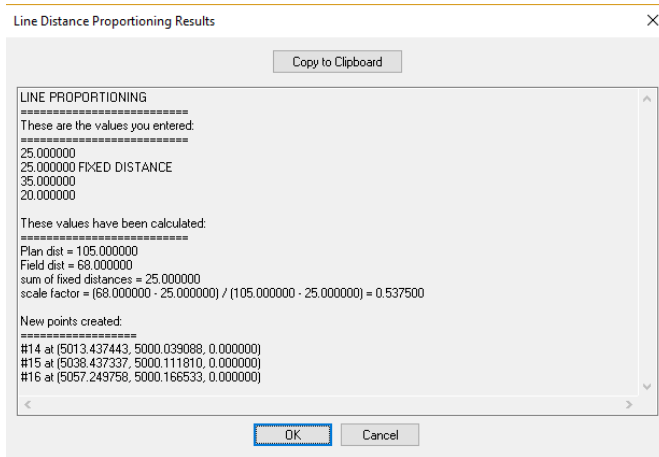 Line Distance Proportioning Results
Copy to Clipboard
LINE PROPORTIONING
==========================
These are the values you entered:
==========================
25.000000
25.000000 FIXED DISTANCE
35.000000
20.000000
These values have been calculated:
==========================
Plan dist = 105.000000
Field dist = 68.000000
sum of fixed distances = 25.000000
scale factor = (68.000000 - 25.000000) / (105.000000 - 25.000000) = 0.537500
New points created:
==================
#14 at (5013.437443, 5000.039088, 0.000000)
#15 at (5038.437337, 5000.111810, 0.000000)
#16 at (5057.249758, 5000.166533, 0.000000)
OK
Cancel